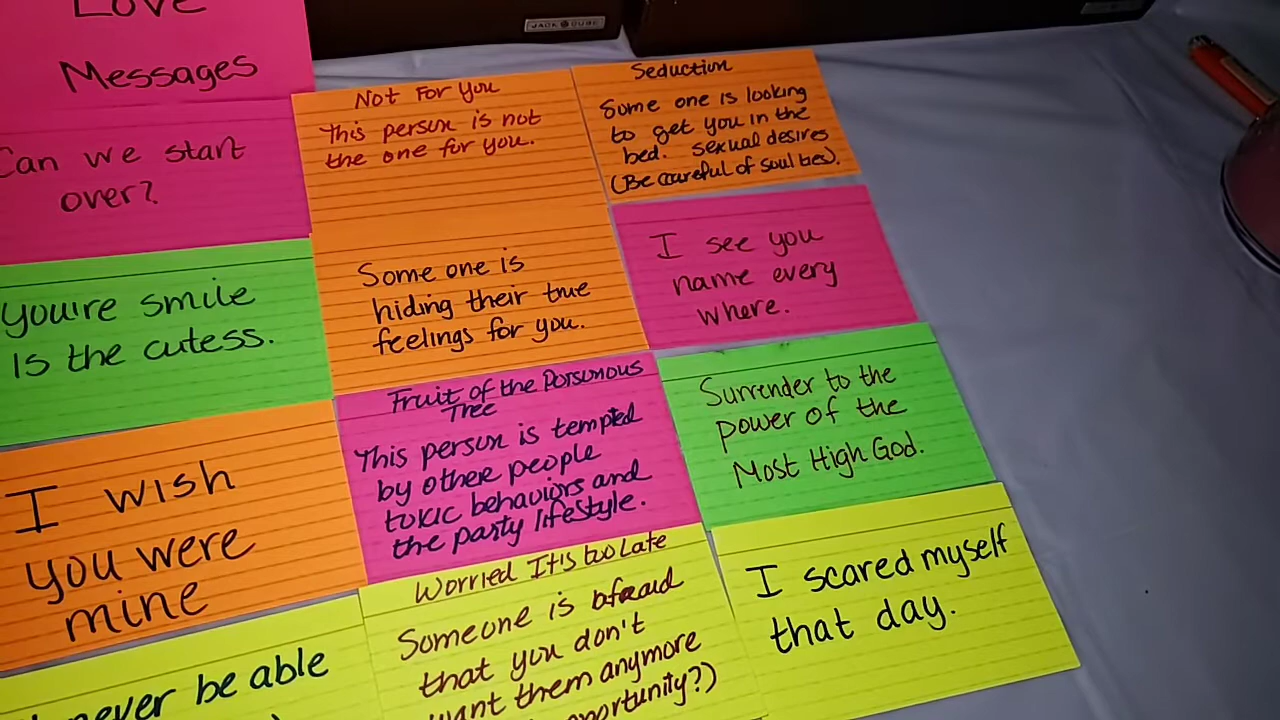 Love
Messages
Can we start
over?
You're smile
Is the cutess.
I wish
you were
mine
never be able
Not For You
This person is not
the one for you.
Some one is
hiding their true
feelings for you.
Fruit of the Poisonous
Tree
This person is tempted
by other people
toxic behaviors and
the party lifestyle.
Worried It's too Late
Someone is afraid
that you don't
want them anymore
opportunity?)
Seduction
Some one is looking
to get you in the
bed. Sexual desires
(Be careful of soul ties).
I see you
name every
where.
Surrender to the
power of the
Most High God.
I scared myself
that day.
JACK CUBE